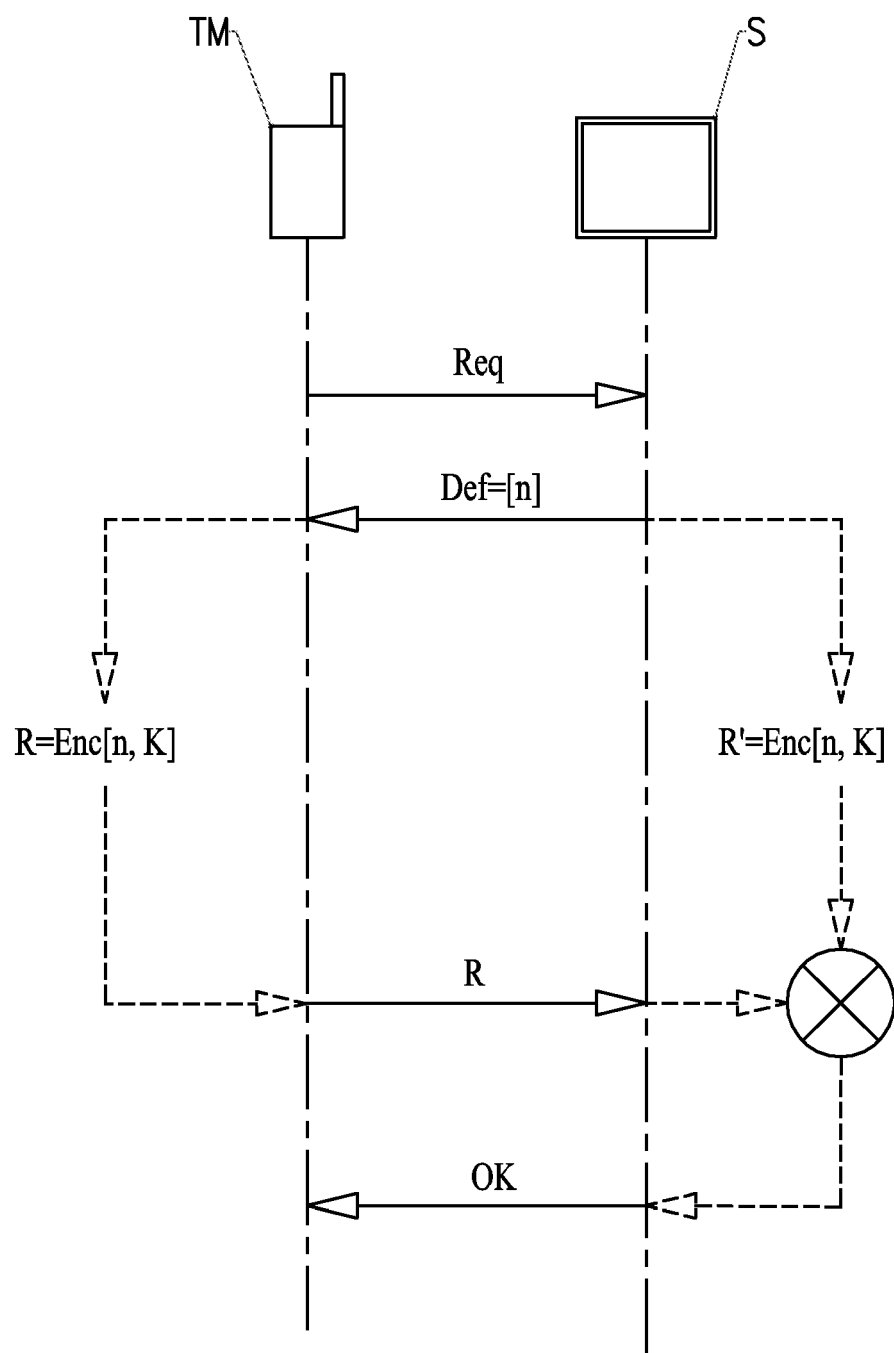 TM
S
Req
Def=[n]
R=Enc[n, K]
R'=Enc[n, K]
R
OK